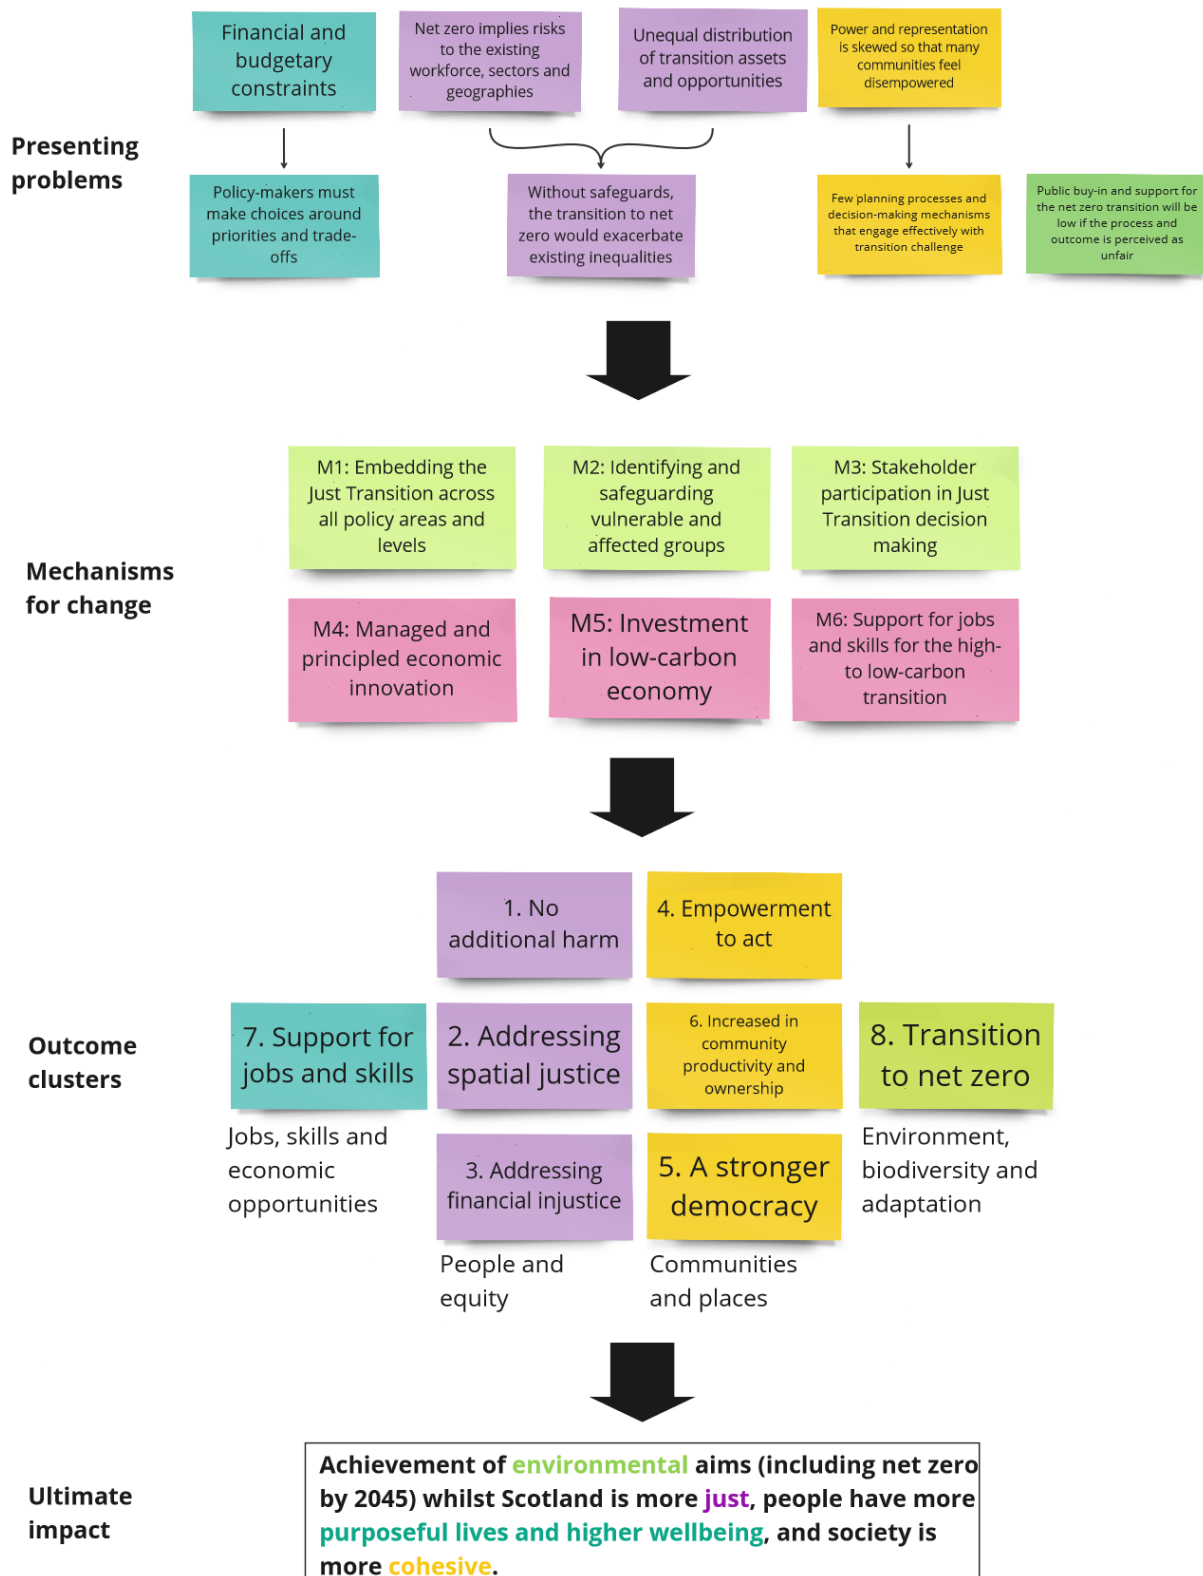 Financial and
budgetary
constraints
Net zero implies risks
to the existing
workforce, sectors and
geographies
Unequal distribution
of transition assets
and opportunities
Power and representation
is skewed so that many
communities feel
disempowered
Presenting
problems
Policy-makers must
make choices around
priorities and trade-
offs
Without safeguards,
the transition to net
zero would exacerbate
existing inequalities
Few planning processes and
decision-making mechanisms
that engage effectively with
transition challenge
Public buy-in and support for
the net zero transition will be
low if the process and
outcome is perceived as
unfair
Mechanisms
for change
M1: Embedding the
Just Transition across
all policy areas and
levels
M2: Identifying and
safeguarding
vulnerable and
affected groups
M3: Stakeholder
participation in Just
Transition decision
making
M4: Managed and
principled economic
innovation
M5: Investment
in low-carbon
economy
M6: Support for jobs
and skills for the high-
to low-carbon
transition
Outcome
clusters
1. No
additional harm
4. Empowerment
to act
7. Support for
jobs and skills
2. Addressing
spatial justice
6. Increased in
community
productivity and
ownership
8. Transition
to net zero
Jobs, skills and
economic
opportunities
3. Addressing
financial injustice
5. A stronger
democracy
Environment,
biodiversity and
adaptation
People and
equity
Communities
and places
Ultimate
impact
Achievement of environmental aims (including net zero
by 2045) whilst Scotland is more just, people have more
purposeful lives and higher wellbeing, and society is
more cohesive.